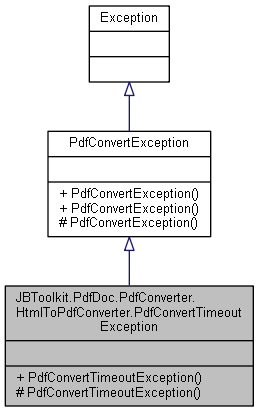 Exception
PdfConvertException
+ PdfConvertException()
+ PdfConvertException()
# PdfConvertException()
JBToolkit.PdfDoc.PdfConverter.
HtmlToPdfConverter.PdfConvertTimeout
Exception
+ PdfConvertTimeoutException()
# PdfConvertTimeoutException()